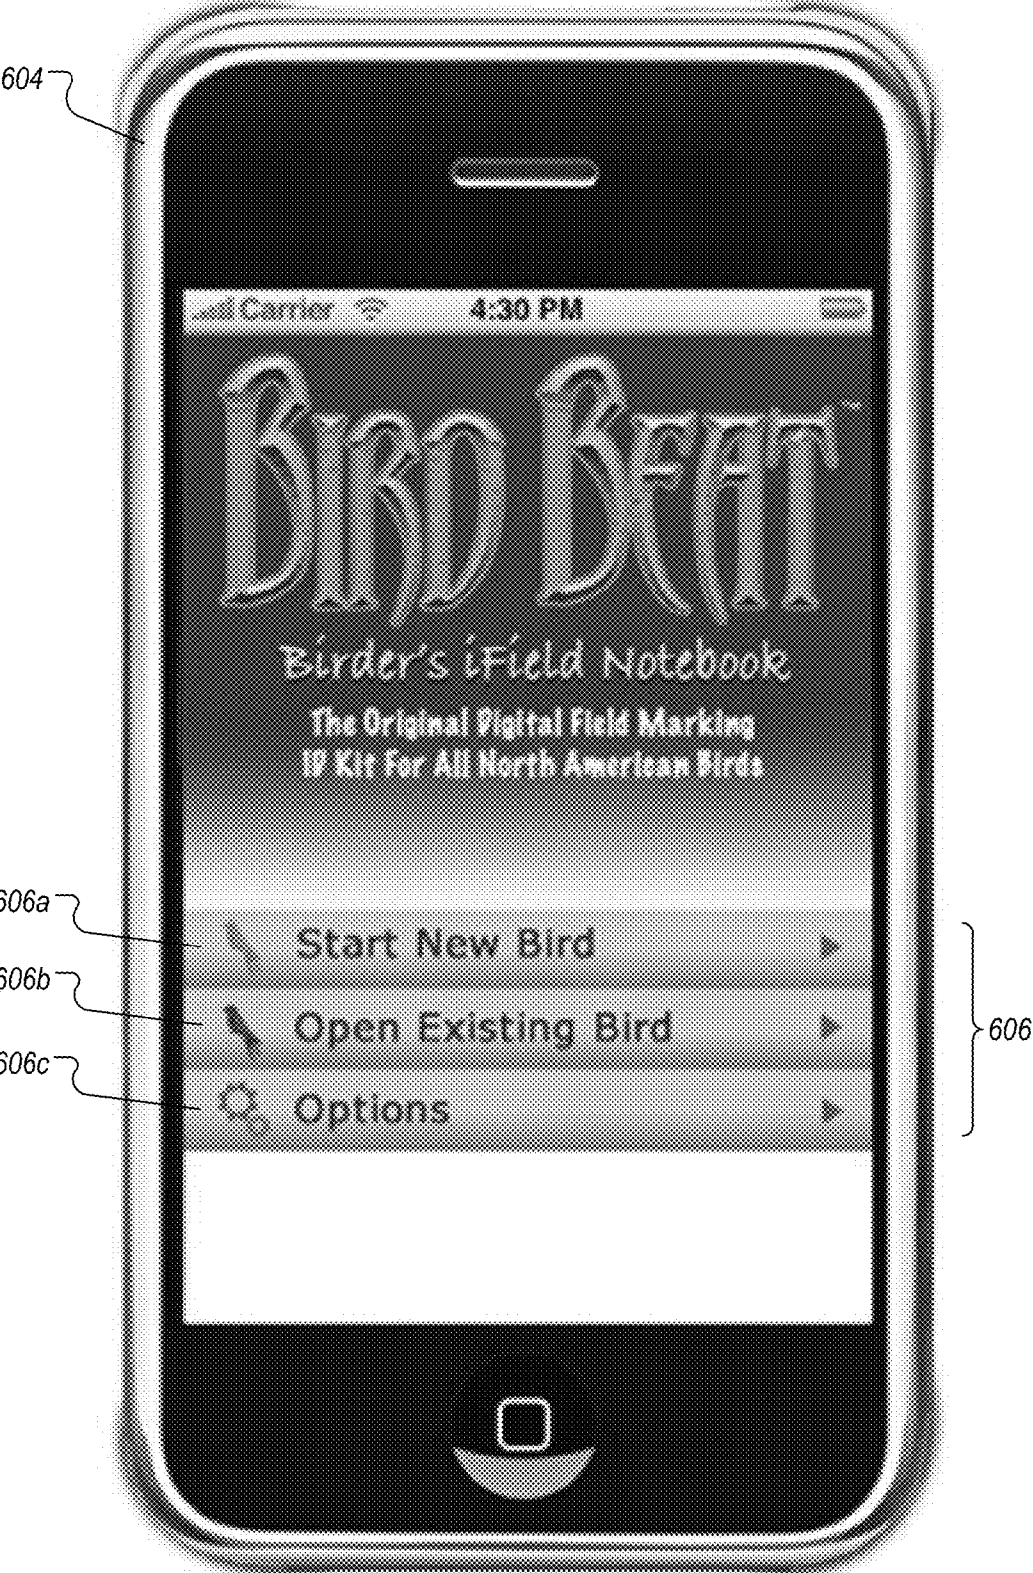 604
Carrier 4:30 PM
BIRD BEAT™
Birder's iField Notebook
The Original Digital Field Marking
ID Kit For All North American Birds
606a
Start New Bird
606b
Open Existing Bird
606
606c
Options